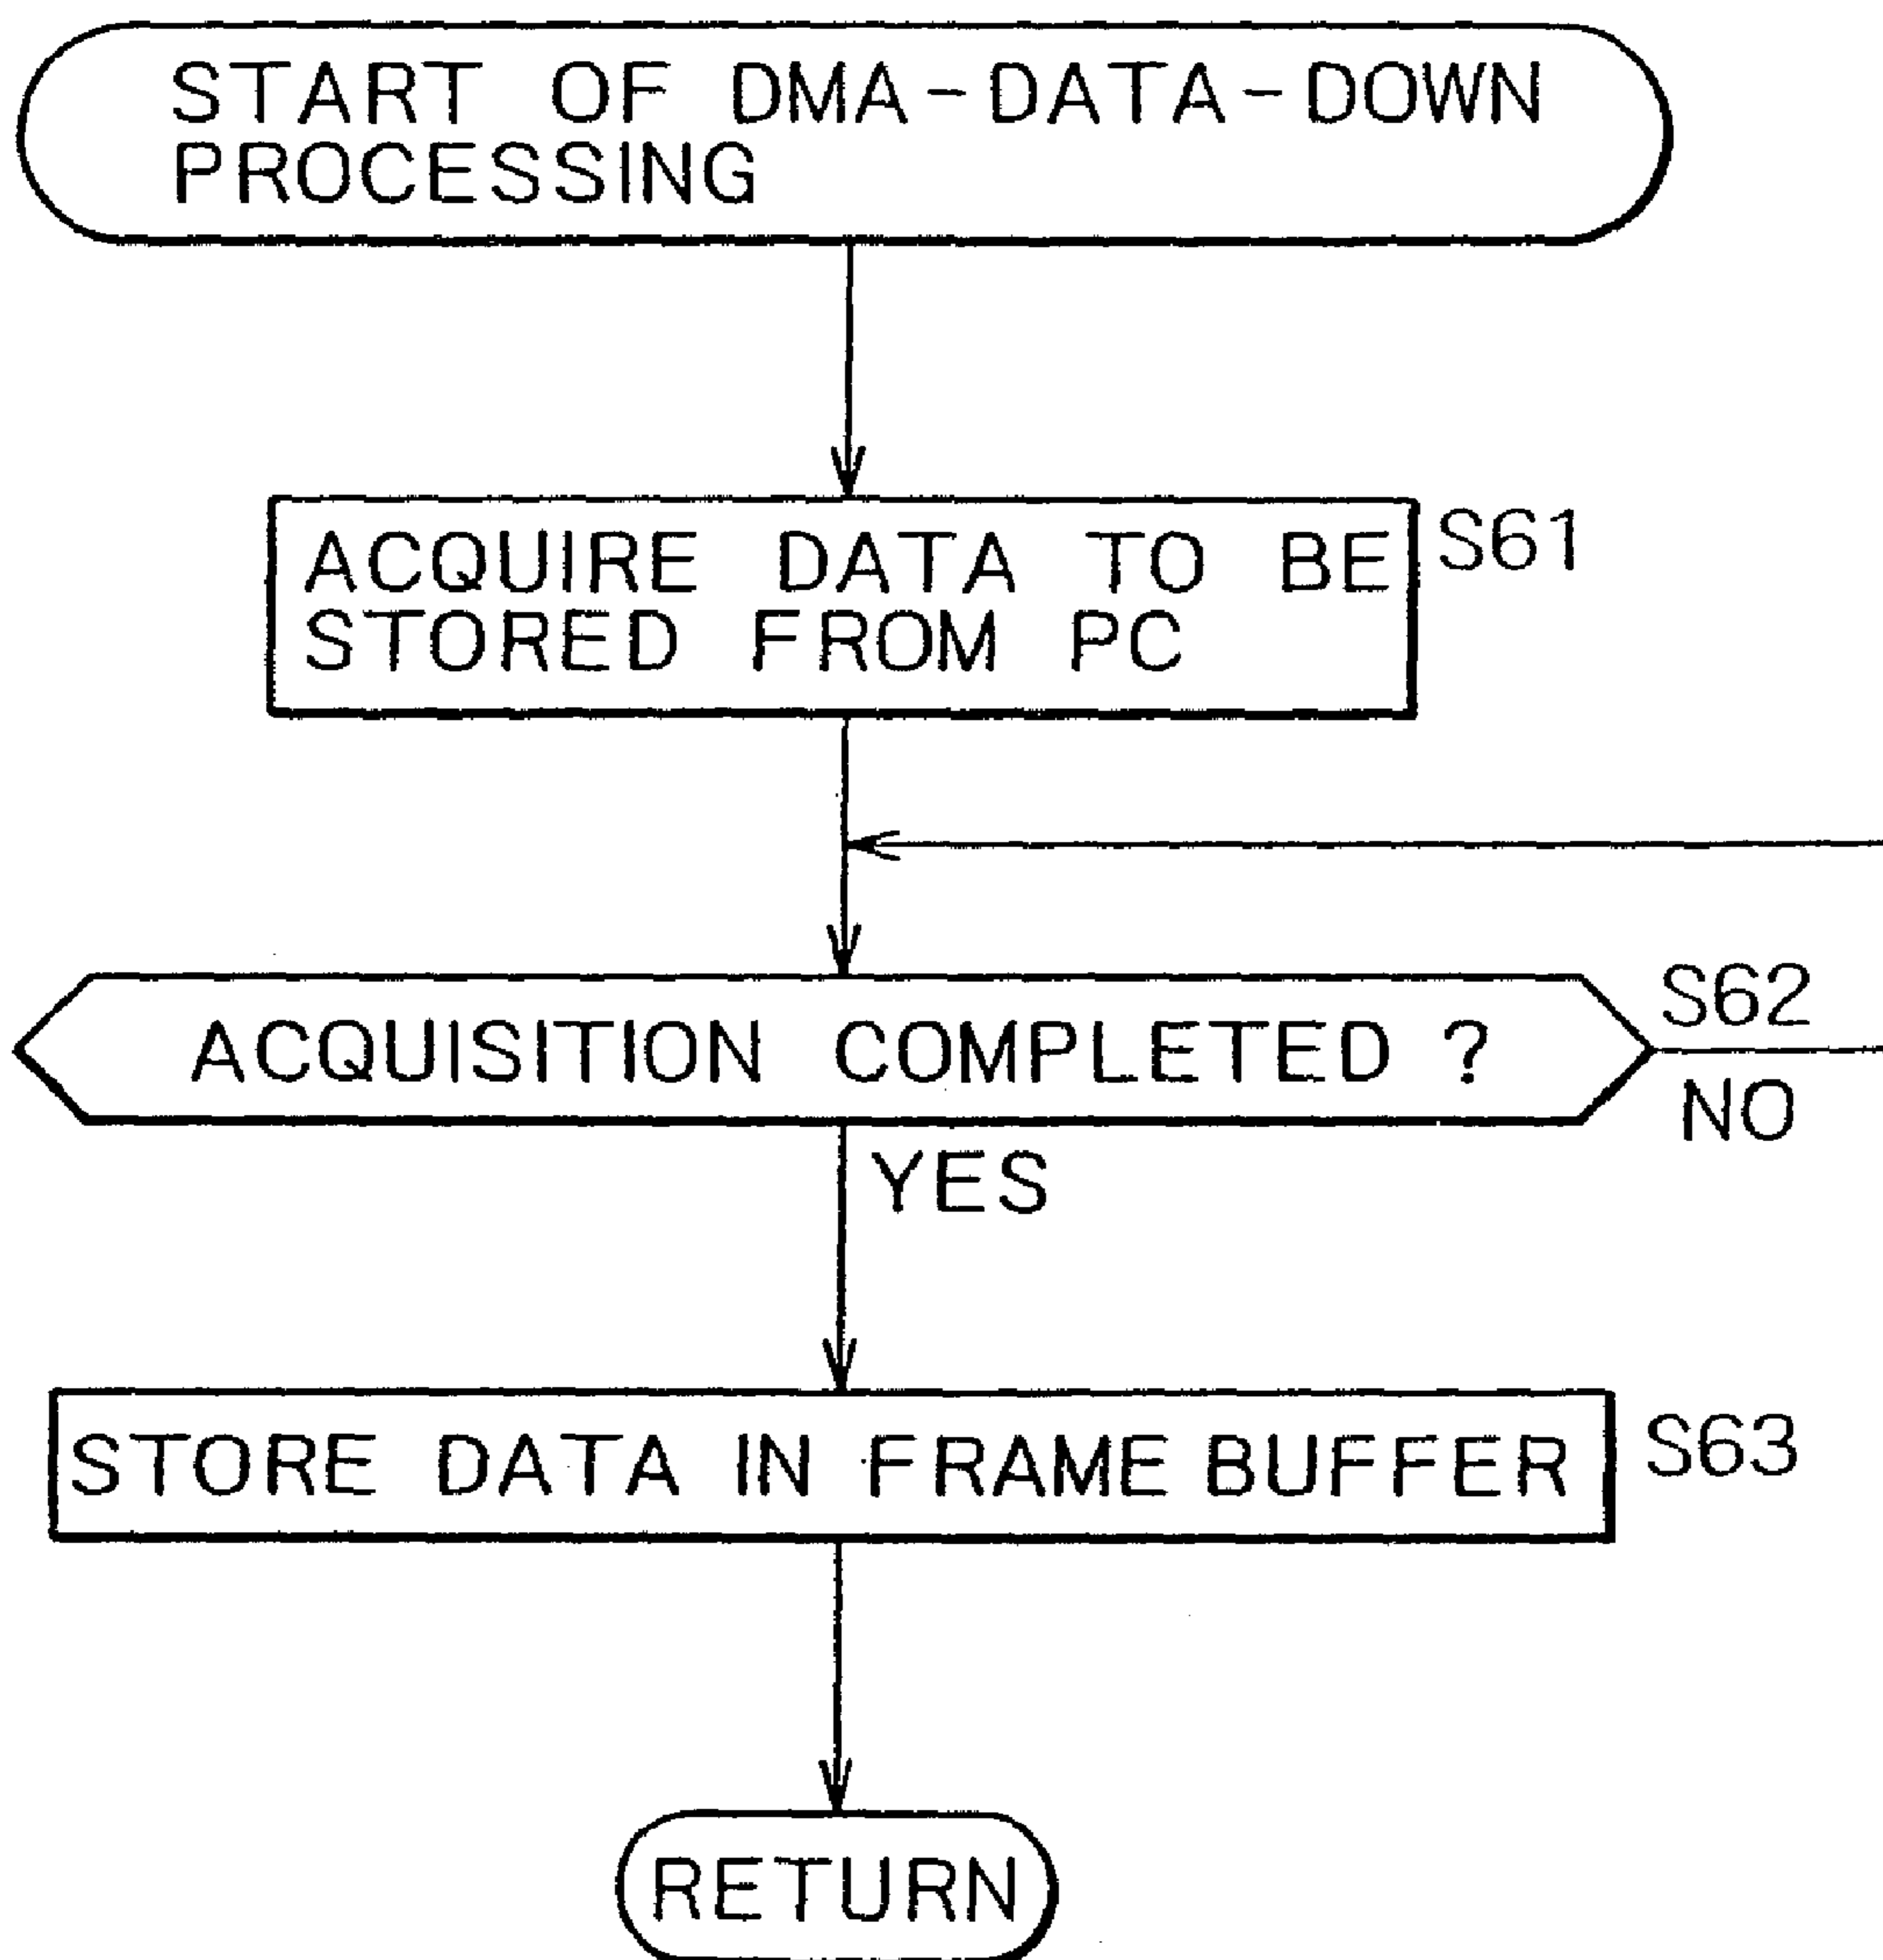 START OF DMA-DATA-DOWN
PROCESSING
ACQUIRE DATA TO BE
STORED FROM PC
S61
ACQUISITION COMPLETED ?
S62
NO
YES
STORE DATA IN FRAME BUFFER
S63
RETURN